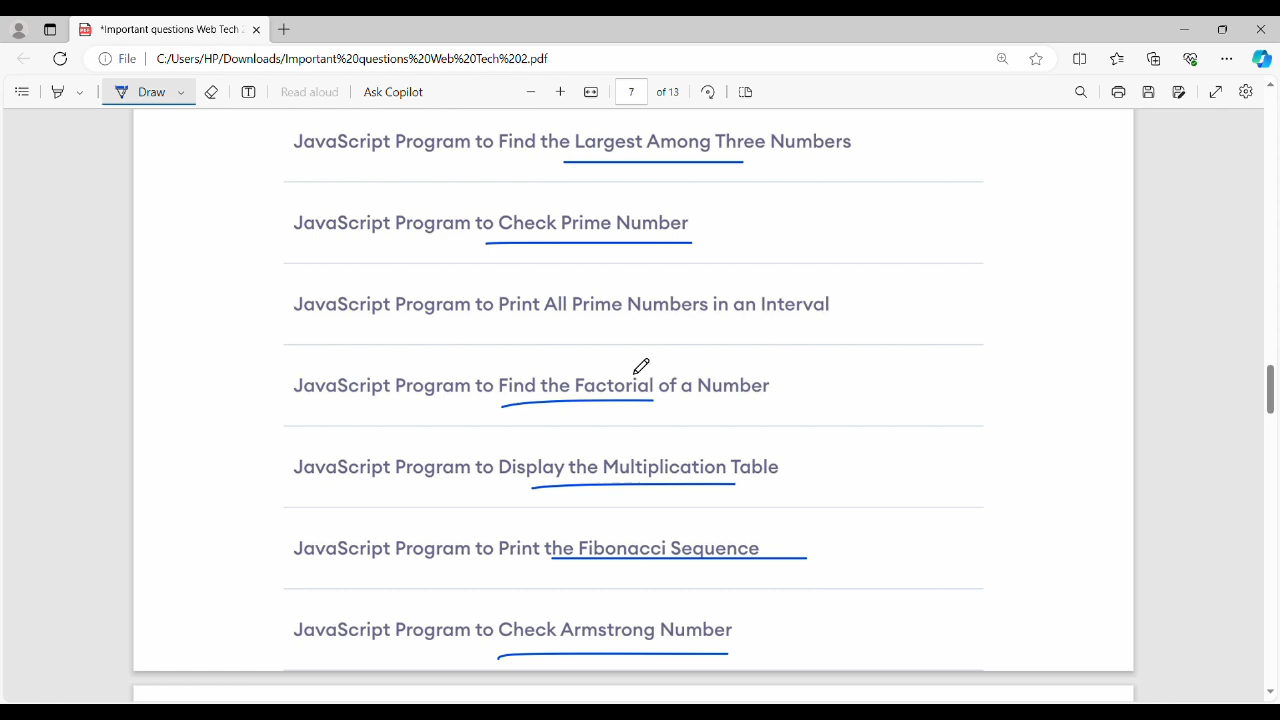 *Important questions Web Tech 2
File
C:/Users/HP/Downloads/Important%20questions%20Web%20Tech%202.pdf
Draw
Read aloud
Ask Copilot
7
of 13
JavaScript Program to Find the Largest Among Three Numbers
JavaScript Program to Check Prime Number
JavaScript Program to Print All Prime Numbers in an Interval
JavaScript Program to Find the Factorial of a Number
JavaScript Program to Display the Multiplication Table
JavaScript Program to Print the Fibonacci Sequence
JavaScript Program to Check Armstrong Number